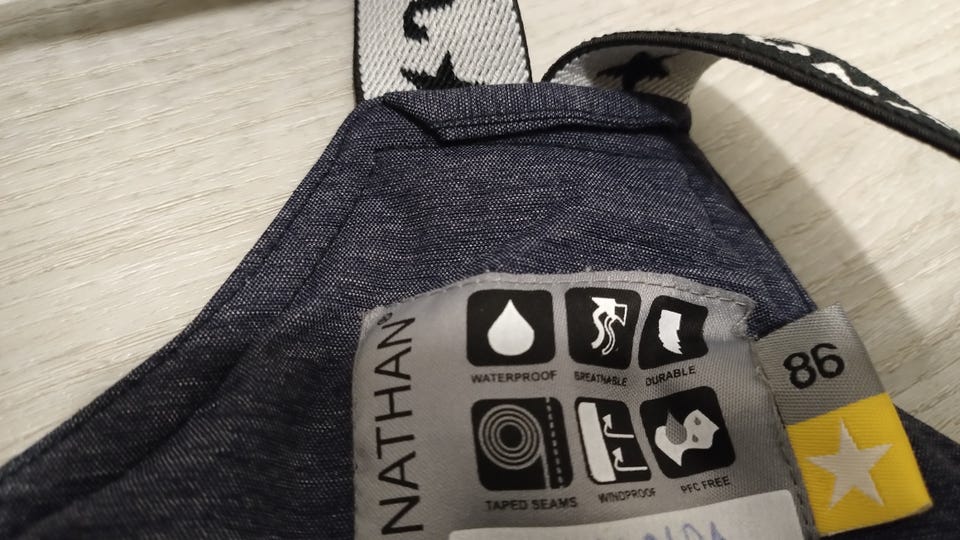 NATHAN®
WATERPROOF
BREATHABLE
DURABLE
TAPED SEAMS
WINDPROOF
PFC FREE
86